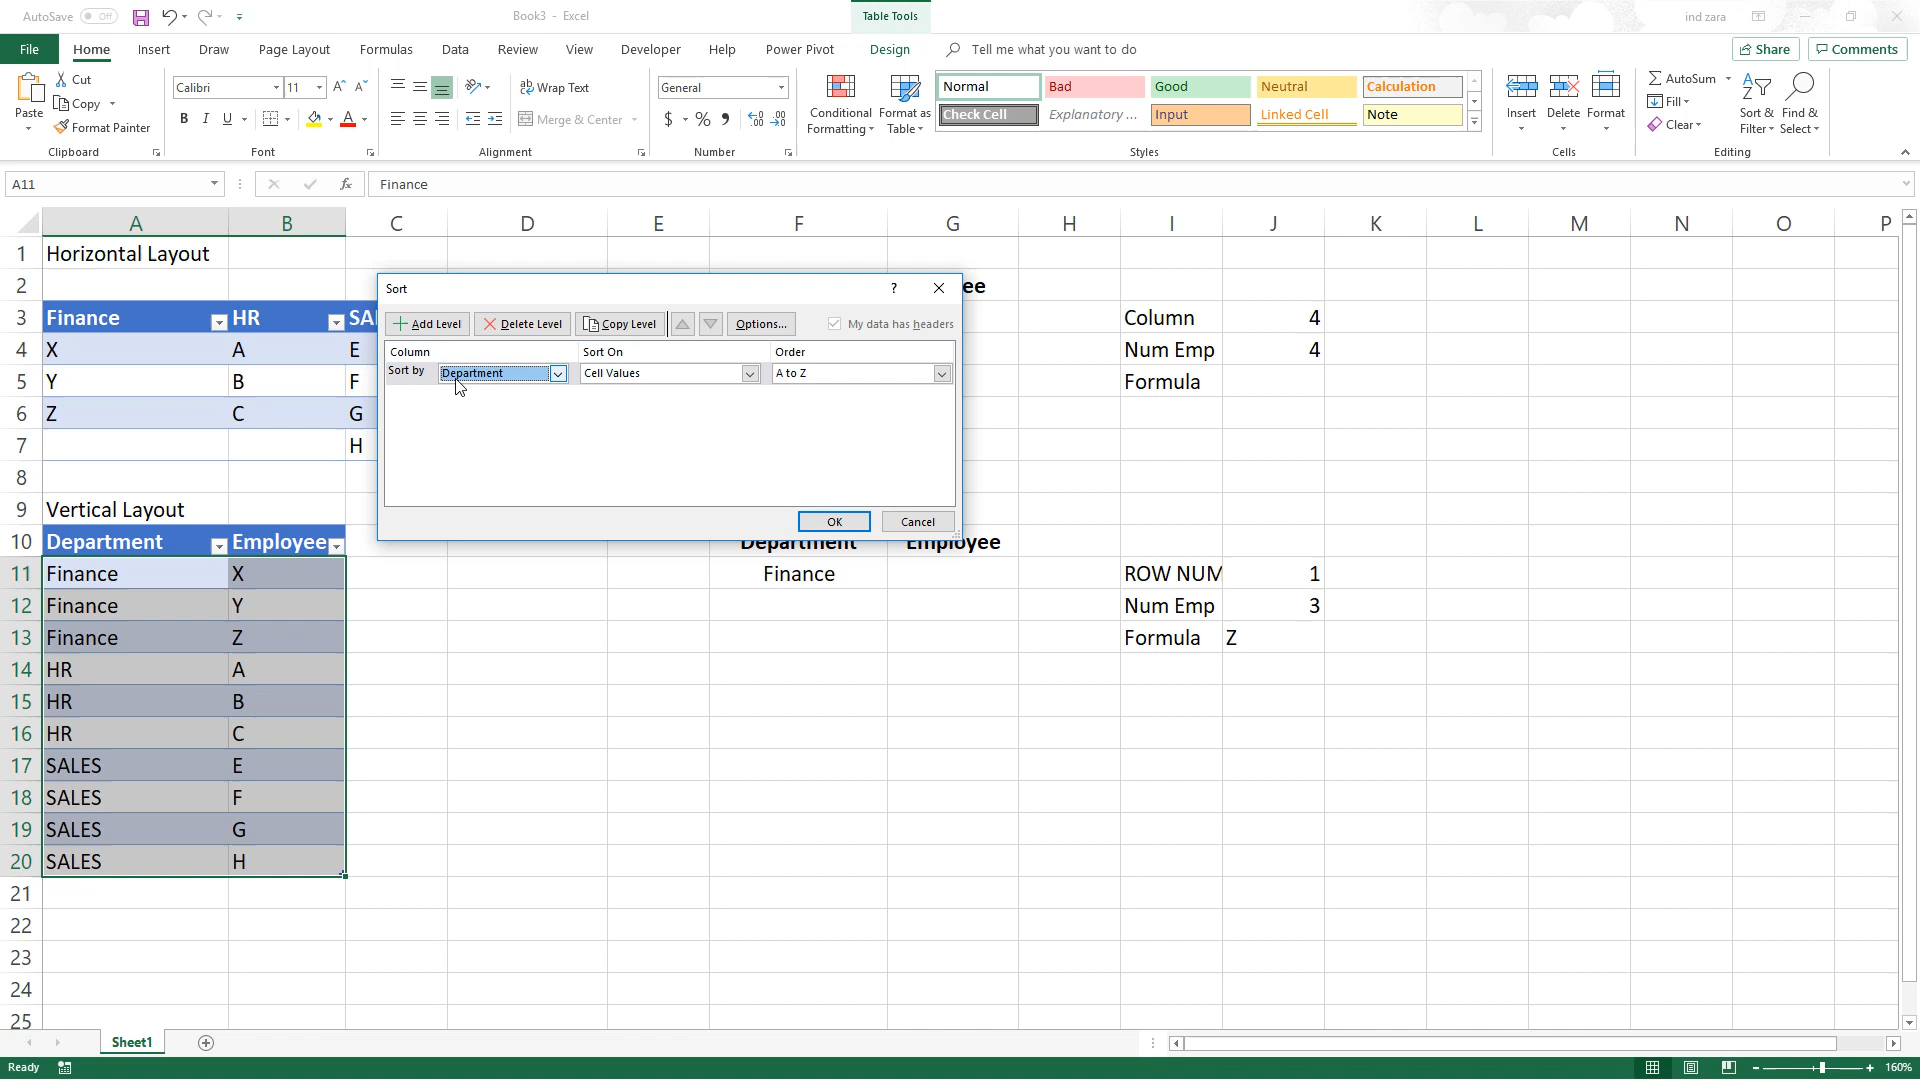 AutoSave Off
Book3 - Excel
Table Tools
ind zara
File Home Insert Draw Page Layout Formulas Data Review View Developer Help Power Pivot Design Tell me what you want to do Share Comments
Paste
Cut
Copy
Format Painter
Clipboard
Calibri 11
B I U A
Font
Wrap Text
Merge & Center
Alignment
General
$ % ,
Number
Conditional Formatting
Format as Table
Normal Bad Good Neutral Calculation
Check Cell Explanatory ... Input Linked Cell Note
Styles
Insert Delete Format
Cells
AutoSum
Fill
Clear
Sort & Filter
Find & Select
Editing
A11 fx Finance
A B C D E F G H I J K L M N O P
1 Horizontal Layout
2 ee
3 Finance HR SA Column 4
4 X A E Num Emp 4
5 Y B F Formula
6 Z C G
7 H
8
9 Vertical Layout
10 Department Employee Department Employee
11 Finance X Finance ROW NUM 1
12 Finance Y Num Emp 3
13 Finance Z Formula Z
14 HR A
15 HR B
16 HR C
17 SALES E
18 SALES F
19 SALES G
20 SALES H
21
22
23
24
25
Sort ?
Add Level Delete Level Copy Level Options... My data has headers
Column Sort On Order
Sort by Department Cell Values A to Z
OK Cancel
Sheet1
Ready 160%